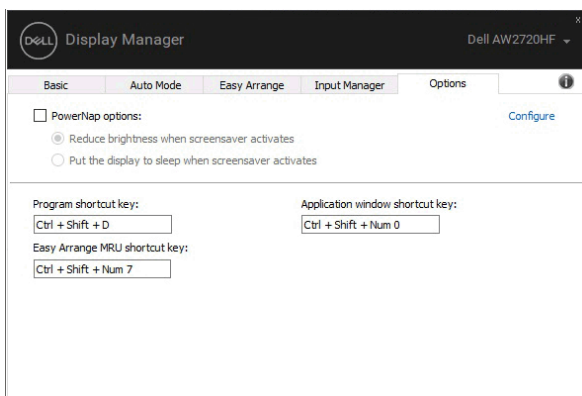 DELL Display Manager Dell AW2720HF
x
Basic Auto Mode Easy Arrange Input Manager Options i
PowerNap options: Configure
Reduce brightness when screensaver activates
Put the display to sleep when screensaver activates
Program shortcut key: Application window shortcut key:
Ctrl + Shift + D Ctrl + Shift + Num 0
Easy Arrange MRU shortcut key:
Ctrl + Shift + Num 7